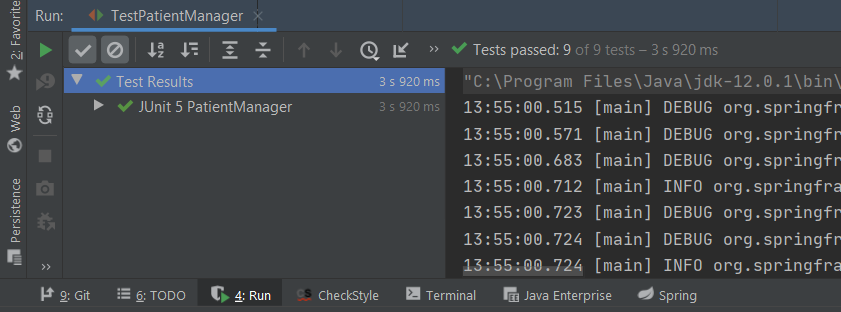 Run: TestPatientManager
Tests passed: 9 of 9 tests – 3 s 920 ms
Test Results 3 s 920 ms
JUnit 5 PatientManager 3 s 920 ms
"C:\Program Files\Java\jdk-12.0.1\bin\
13:55:00.515 [main] DEBUG org.springfr
13:55:00.571 [main] DEBUG org.springfr
13:55:00.683 [main] DEBUG org.springfr
13:55:00.712 [main] INFO org.springfra
13:55:00.723 [main] DEBUG org.springfr
13:55:00.724 [main] DEBUG org.springfr
13:55:00.724 [main] INFO org.springfra
2: Favorite
Web
Persistence
9: Git
6: TODO
4: Run
CheckStyle
Terminal
Java Enterprise
Spring